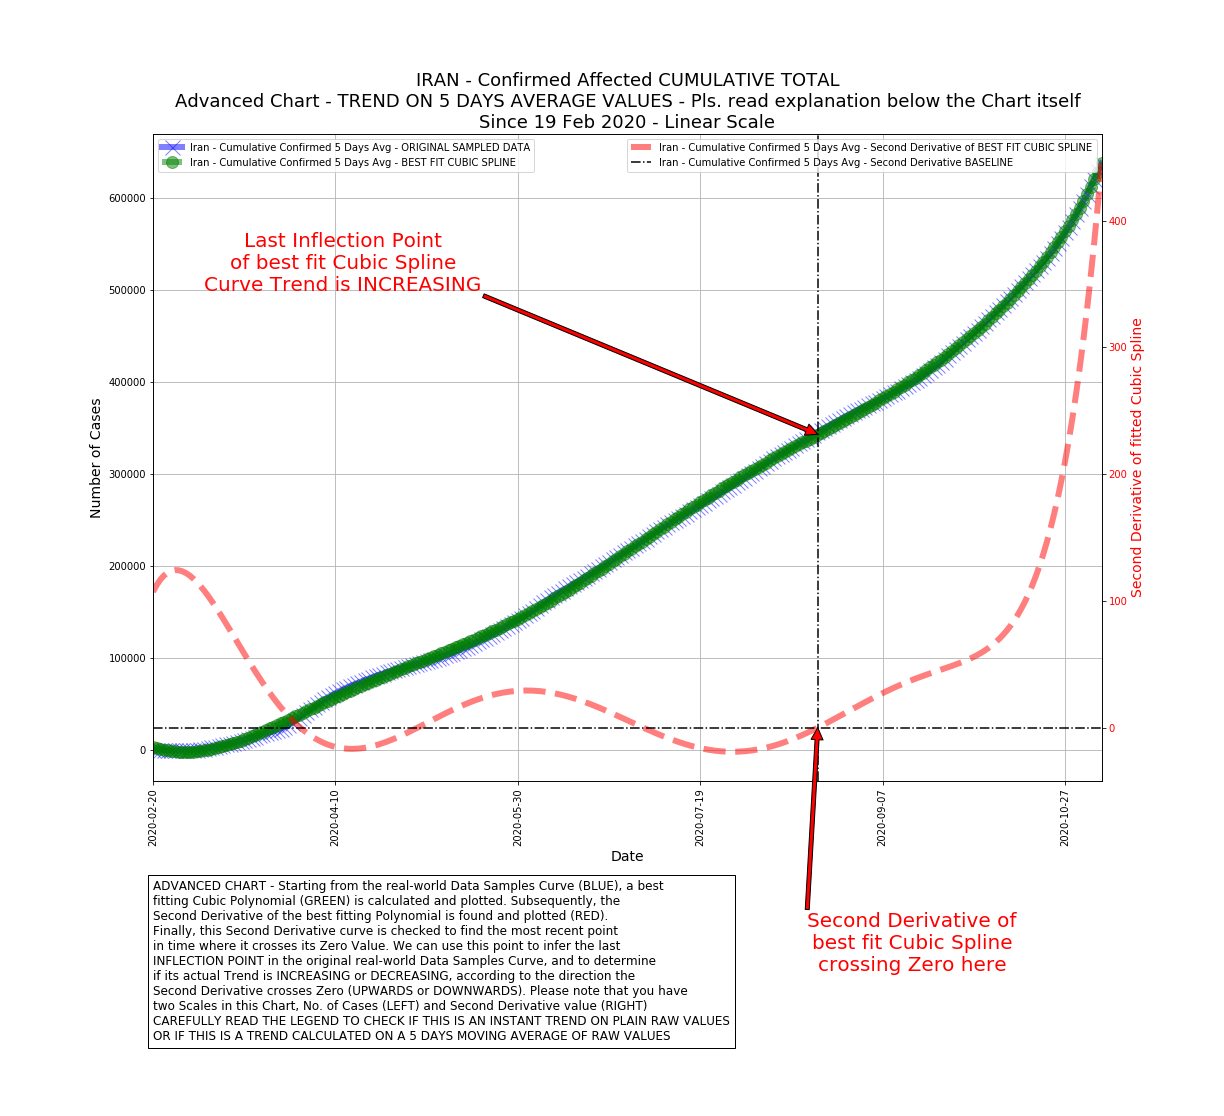 IRAN - Confirmed Affected CUMULATIVE TOTAL
Advanced Chart - TREND ON 5 DAYS AVERAGE VALUES - Pls. read explanation below the Chart itself
Since 19 Feb 2020 - Linear Scale
Iran - Cumulative Confirmed 5 Days Avg - ORIGINAL SAMPLED DATA
Iran - Cumulative Confirmed 5 Days Avg - BEST FIT CUBIC SPLINE
Iran - Cumulative Confirmed 5 Days Avg - Second Derivative of BEST FIT CUBIC SPLINE
Iran - Cumulative Confirmed 5 Days Avg - Second Derivative BASELINE
Last Inflection Point
of best fit Cubic Spline
Curve Trend is INCREASING
Number of Cases
600000
500000
400000
300000
200000
100000
0
400
300
200
100
0
Second Derivative of fitted Cubic Spline
2020-02-20
2020-04-10
2020-05-30
2020-07-19
2020-09-07
2020-10-27
Date
Second Derivative of
best fit Cubic Spline
crossing Zero here
ADVANCED CHART - Starting from the real-world Data Samples Curve (BLUE), a best
fitting Cubic Polynomial (GREEN) is calculated and plotted. Subsequently, the
Second Derivative of the best fitting Polynomial is found and plotted (RED).
Finally, this Second Derivative curve is checked to find the most recent point
in time where it crosses its Zero Value. We can use this point to infer the last
INFLECTION POINT in the original real-world Data Samples Curve, and to determine
if its actual Trend is INCREASING or DECREASING, according to the direction the
Second Derivative crosses Zero (UPWARDS or DOWNWARDS). Please note that you have
two Scales in this Chart, No. of Cases (LEFT) and Second Derivative value (RIGHT)
CAREFULLY READ THE LEGEND TO CHECK IF THIS IS AN INSTANT TREND ON PLAIN RAW VALUES
OR IF THIS IS A TREND CALCULATED ON A 5 DAYS MOVING AVERAGE OF RAW VALUES